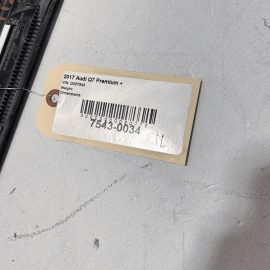 2017 Audi Q7 Premium +
Weight:
Dimensions:
7543-0034
L